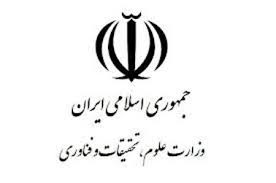 جمهوری اسلامی ایران
وزارت علوم، تحقیقات و فناوری